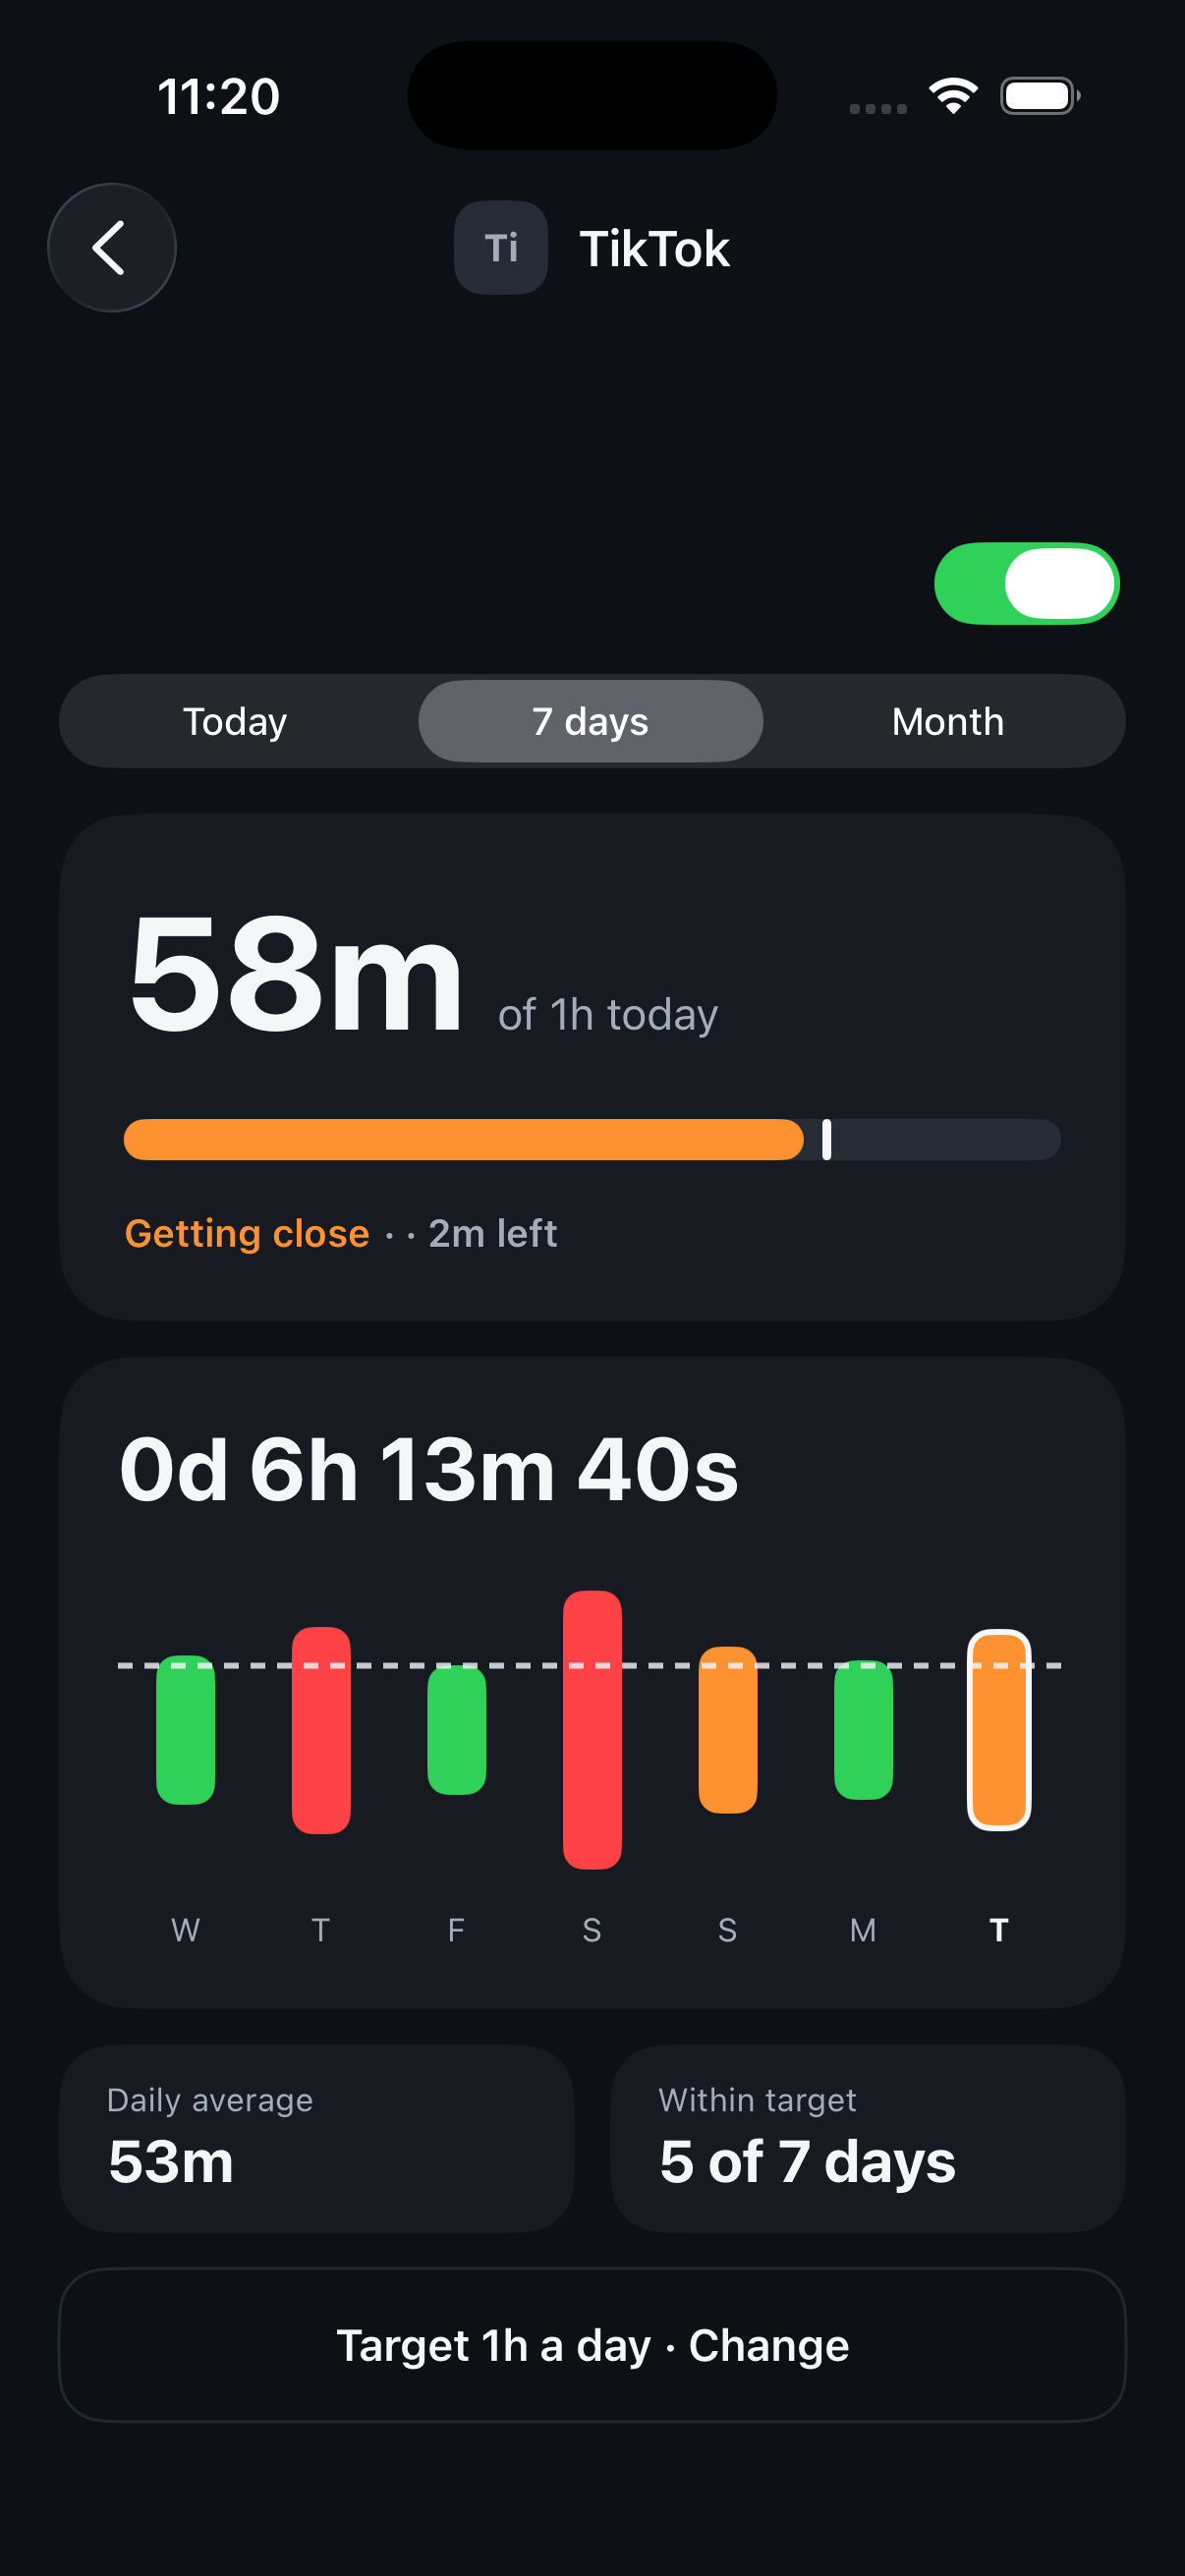 11:20
Ti TikTok
Today 7 days Month
58m of 1h today
Getting close · · 2m left
0d 6h 13m 40s
W T F S S M T
Daily average Within target
53m 5 of 7 days
Target 1h a day · Change